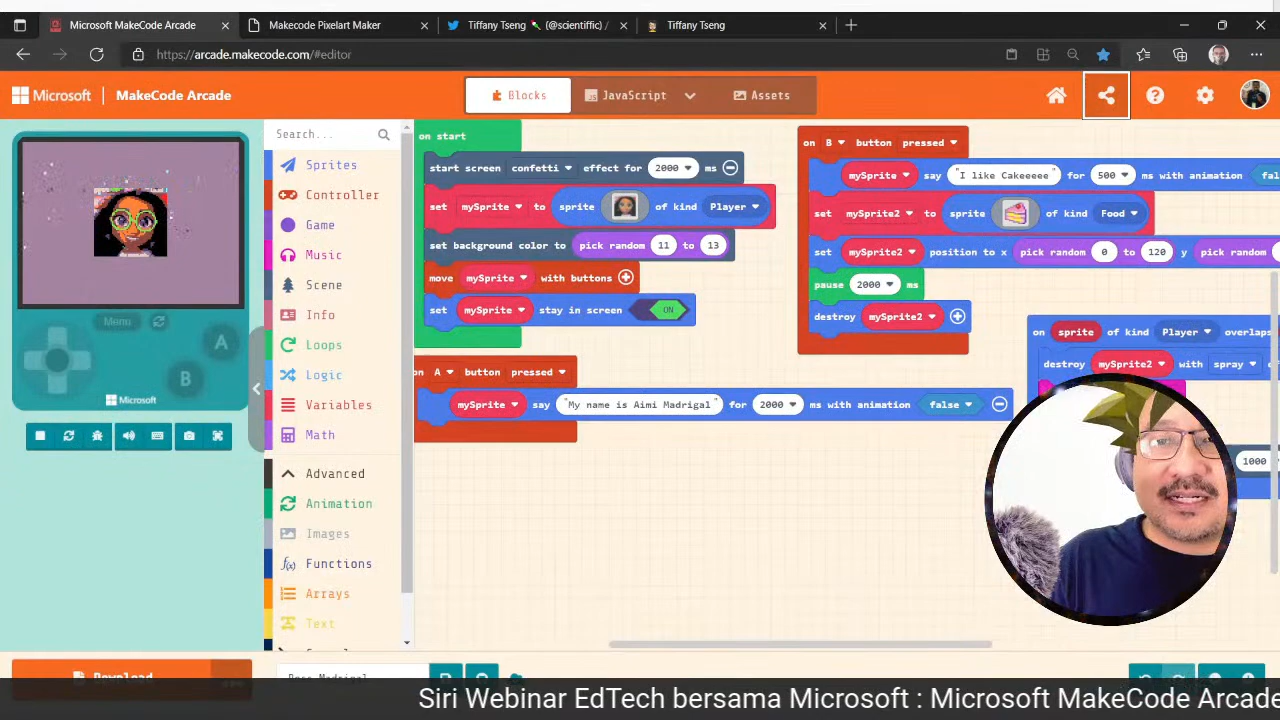 Microsoft MakeCode Arcade
Makecode Pixelart Maker
Tiffany Tseng (@scientiffic) /
Tiffany Tseng
https://arcade.makecode.com/#editor
Microsoft
MakeCode Arcade
Blocks
JavaScript
Assets
Search...
Sprites
Controller
Game
Music
Scene
Info
Loops
Logic
Variables
Math
Advanced
Animation
Images
Functions
Arrays
Text
Menu
A
B
Microsoft
Download
on start
start screen confetti effect for 2000 ms
set mySprite to sprite of kind Player
set background color to pick random 11 to 13
move mySprite with buttons
set mySprite stay in screen ON
on A button pressed
mySprite say "My name is Aimi Madrigal" for 2000 ms with animation false
on B button pressed
mySprite say "I like Cakeeeee" for 500 ms with animation fal
set mySprite2 to sprite of kind Food
set mySprite2 position to x pick random 0 to 120 y pick random
pause 2000 ms
destroy mySprite2
on sprite of kind Player overlaps
destroy mySprite2 with spray
1000
Siri Webinar EdTech bersama Microsoft : Microsoft MakeCode Arcade